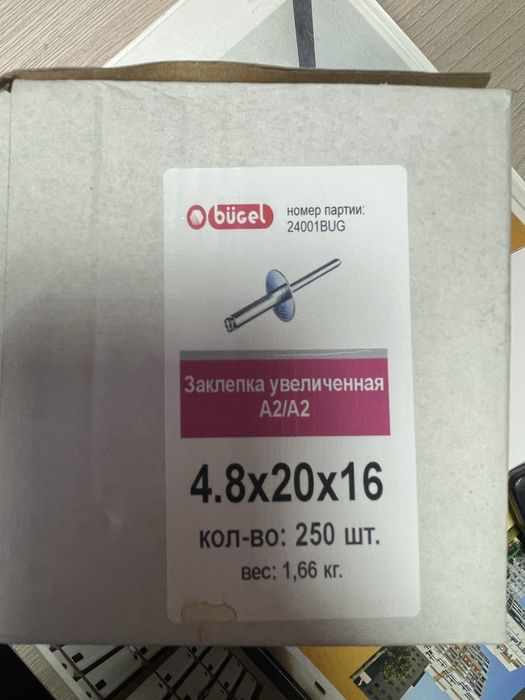 bügel
номер партии:
24001BUG
Заклепка увеличенная
A2/A2
4.8x20x16
кол-во: 250 шт.
вес: 1,66 кг.